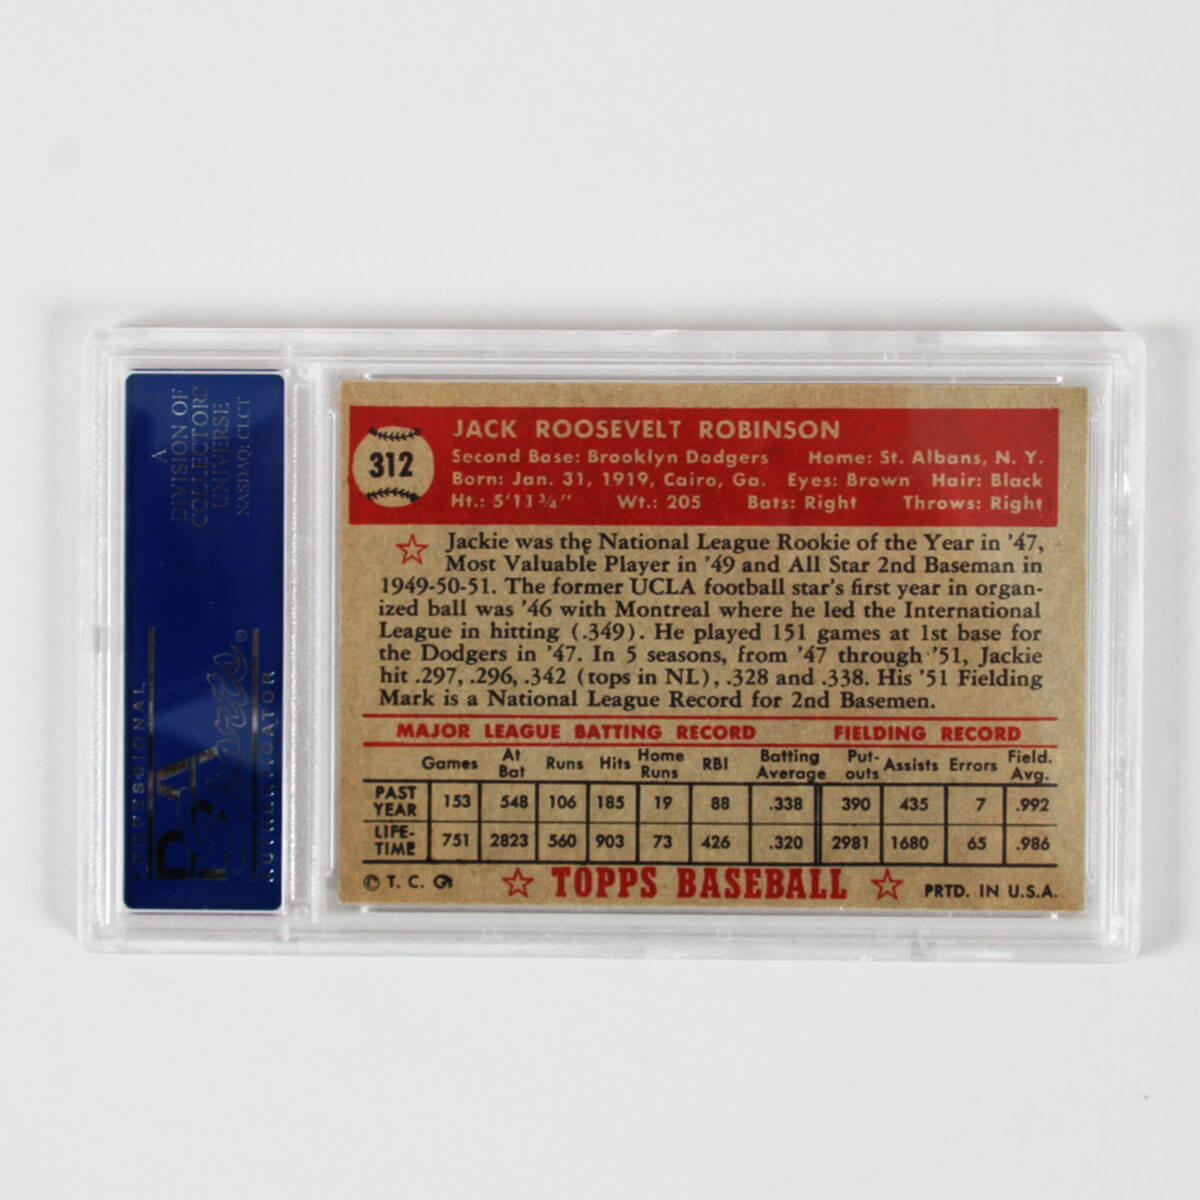 A
DIVISION OF
COLLECTORS
UNIVERSE
NASDAQ: CLCT
PROFESSIONAL
PSA
AUTHENTICATOR
®
312
JACK ROOSEVELT ROBINSON
Second Base: Brooklyn Dodgers Home: St. Albans, N. Y.
Born: Jan. 31, 1919, Cairo, Ga. Eyes: Brown Hair: Black
Ht.: 5'11¾" Wt.: 205 Bats: Right Throws: Right
Jackie was the National League Rookie of the Year in '47,
Most Valuable Player in '49 and All Star 2nd Baseman in
1949-50-51. The former UCLA football star's first year in organ-
ized ball was '46 with Montreal where he led the International
League in hitting (.349). He played 151 games at 1st base for
the Dodgers in '47. In 5 seasons, from '47 through '51, Jackie
hit .297, .296, .342 (tops in NL), .328 and .338. His '51 Fielding
Mark is a National League Record for 2nd Basemen.
MAJOR LEAGUE BATTING RECORD FIELDING RECORD
Games At Bat Runs Hits Home Runs RBI Batting Average Put-outs Assists Errors Field. Avg.
PAST YEAR 153 548 106 185 19 88 .338 390 435 7 .992
LIFE-TIME 751 2823 560 903 73 426 .320 2981 1680 65 .986
© T. C. G. TOPPS BASEBALL PRTD. IN U.S.A.